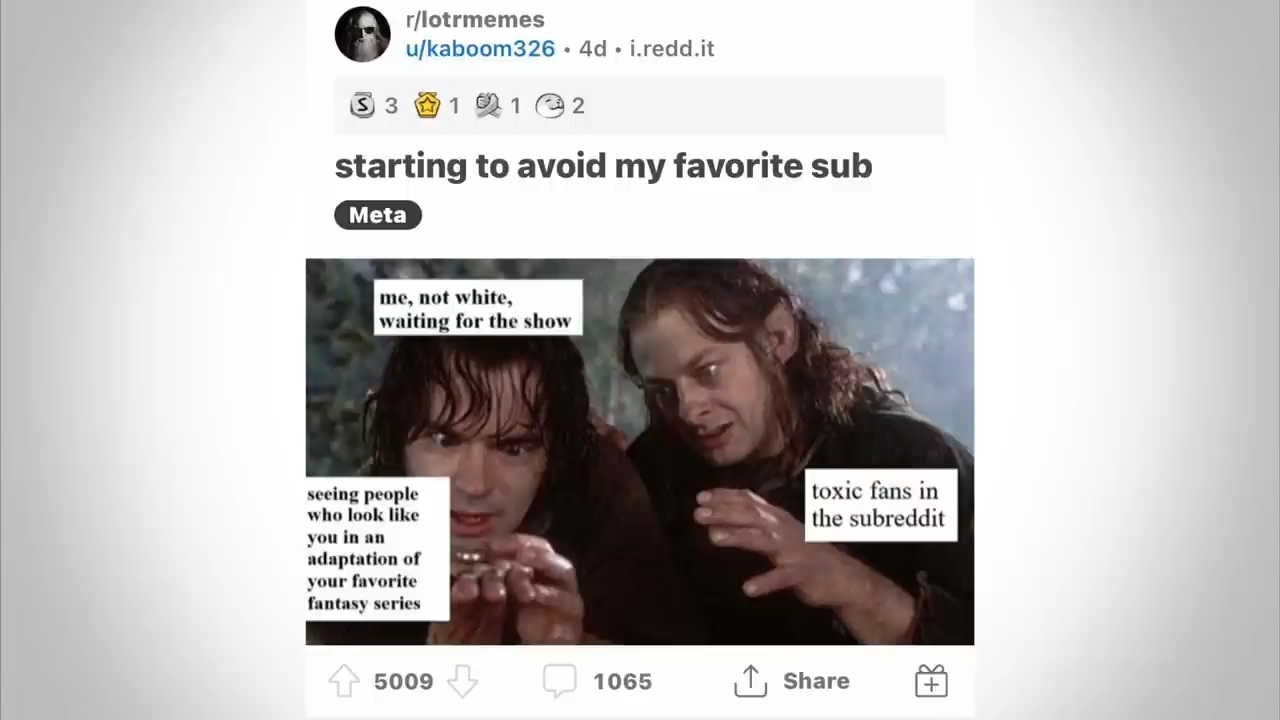 r/lotrmemes
u/kaboom326 • 4d • i.redd.it
S 3 1 1 2
starting to avoid my favorite sub
Meta
me, not white,
waiting for the show
seeing people
who look like
you in an
adaptation of
your favorite
fantasy series
toxic fans in
the subreddit
5009 1065 Share